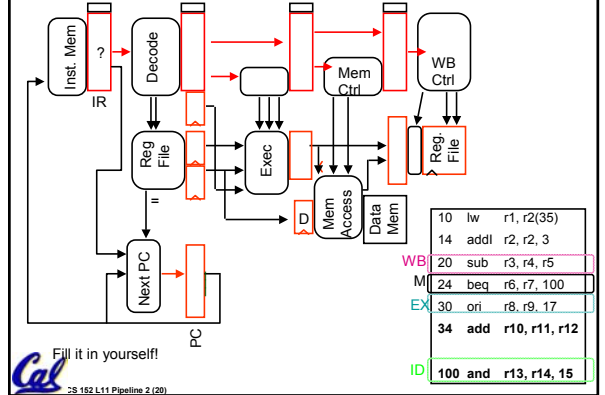 Inst. Mem
?
IR
Decode
Mem
Ctrl
WB
Ctrl
Reg
File
Exec
Mem
Access
D
Data
Mem
Reg.
File
=
Next PC
PC
10 lw r1, r2(35)
14 addI r2, r2, 3
WB 20 sub r3, r4, r5
M 24 beq r6, r7, 100
EX 30 ori r8, r9, 17
34 add r10, r11, r12
ID 100 and r13, r14, 15
Fill it in yourself!
Cal
CS 152 L11 Pipeline 2 (20)